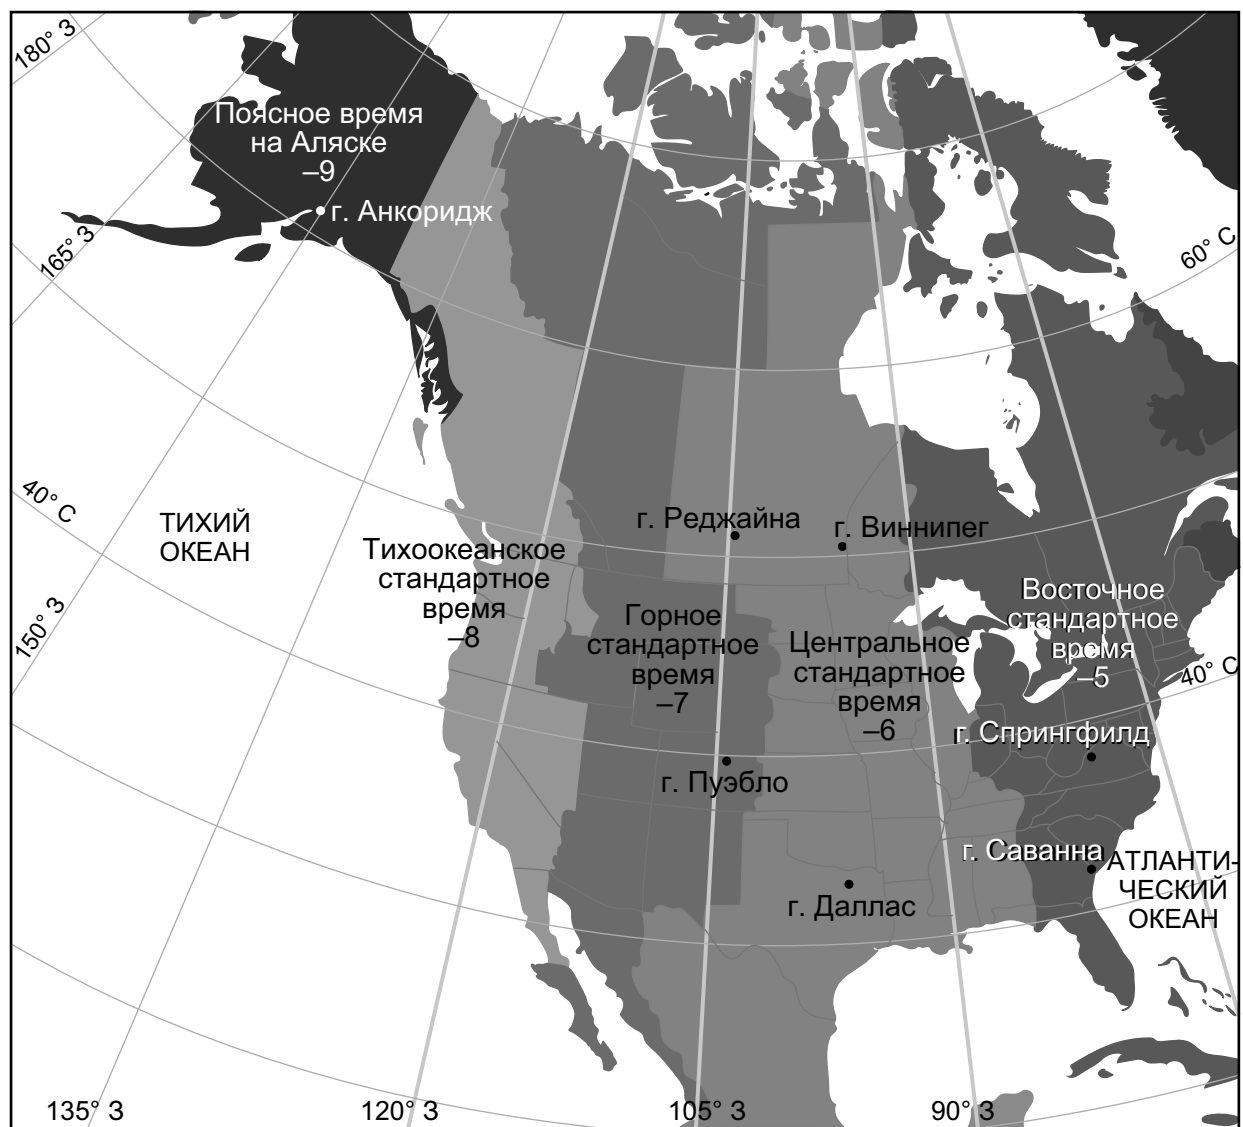 180° З
Поясное время
на Аляске
–9
г. Анкоридж
165° З
60° С
40° С
ТИХИЙ
ОКЕАН
150° З
Тихоокеанское
стандартное
время
–8
г. Реджайна
г. Виннипег
Горное
стандартное
время
–7
Центральное
стандартное
время
–6
Восточное
стандартное
время
–5
40° С
г. Спрингфилд
г. Пуэбло
г. Саванна
г. Даллас
АТЛАНТИ-
ЧЕСКИЙ
ОКЕАН
135° З
120° З
105° З
90° З